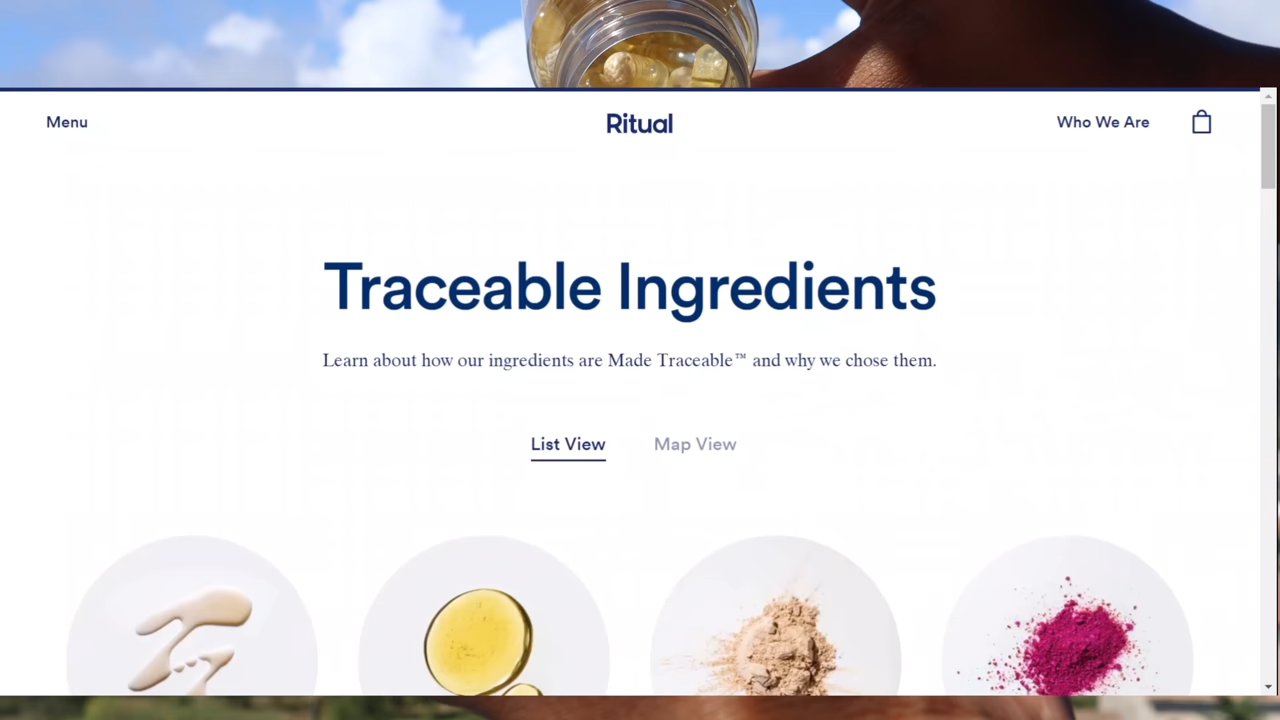 Menu
Ritual
Who We Are
Traceable Ingredients
Learn about how our ingredients are Made Traceable™ and why we chose them.
List View
Map View